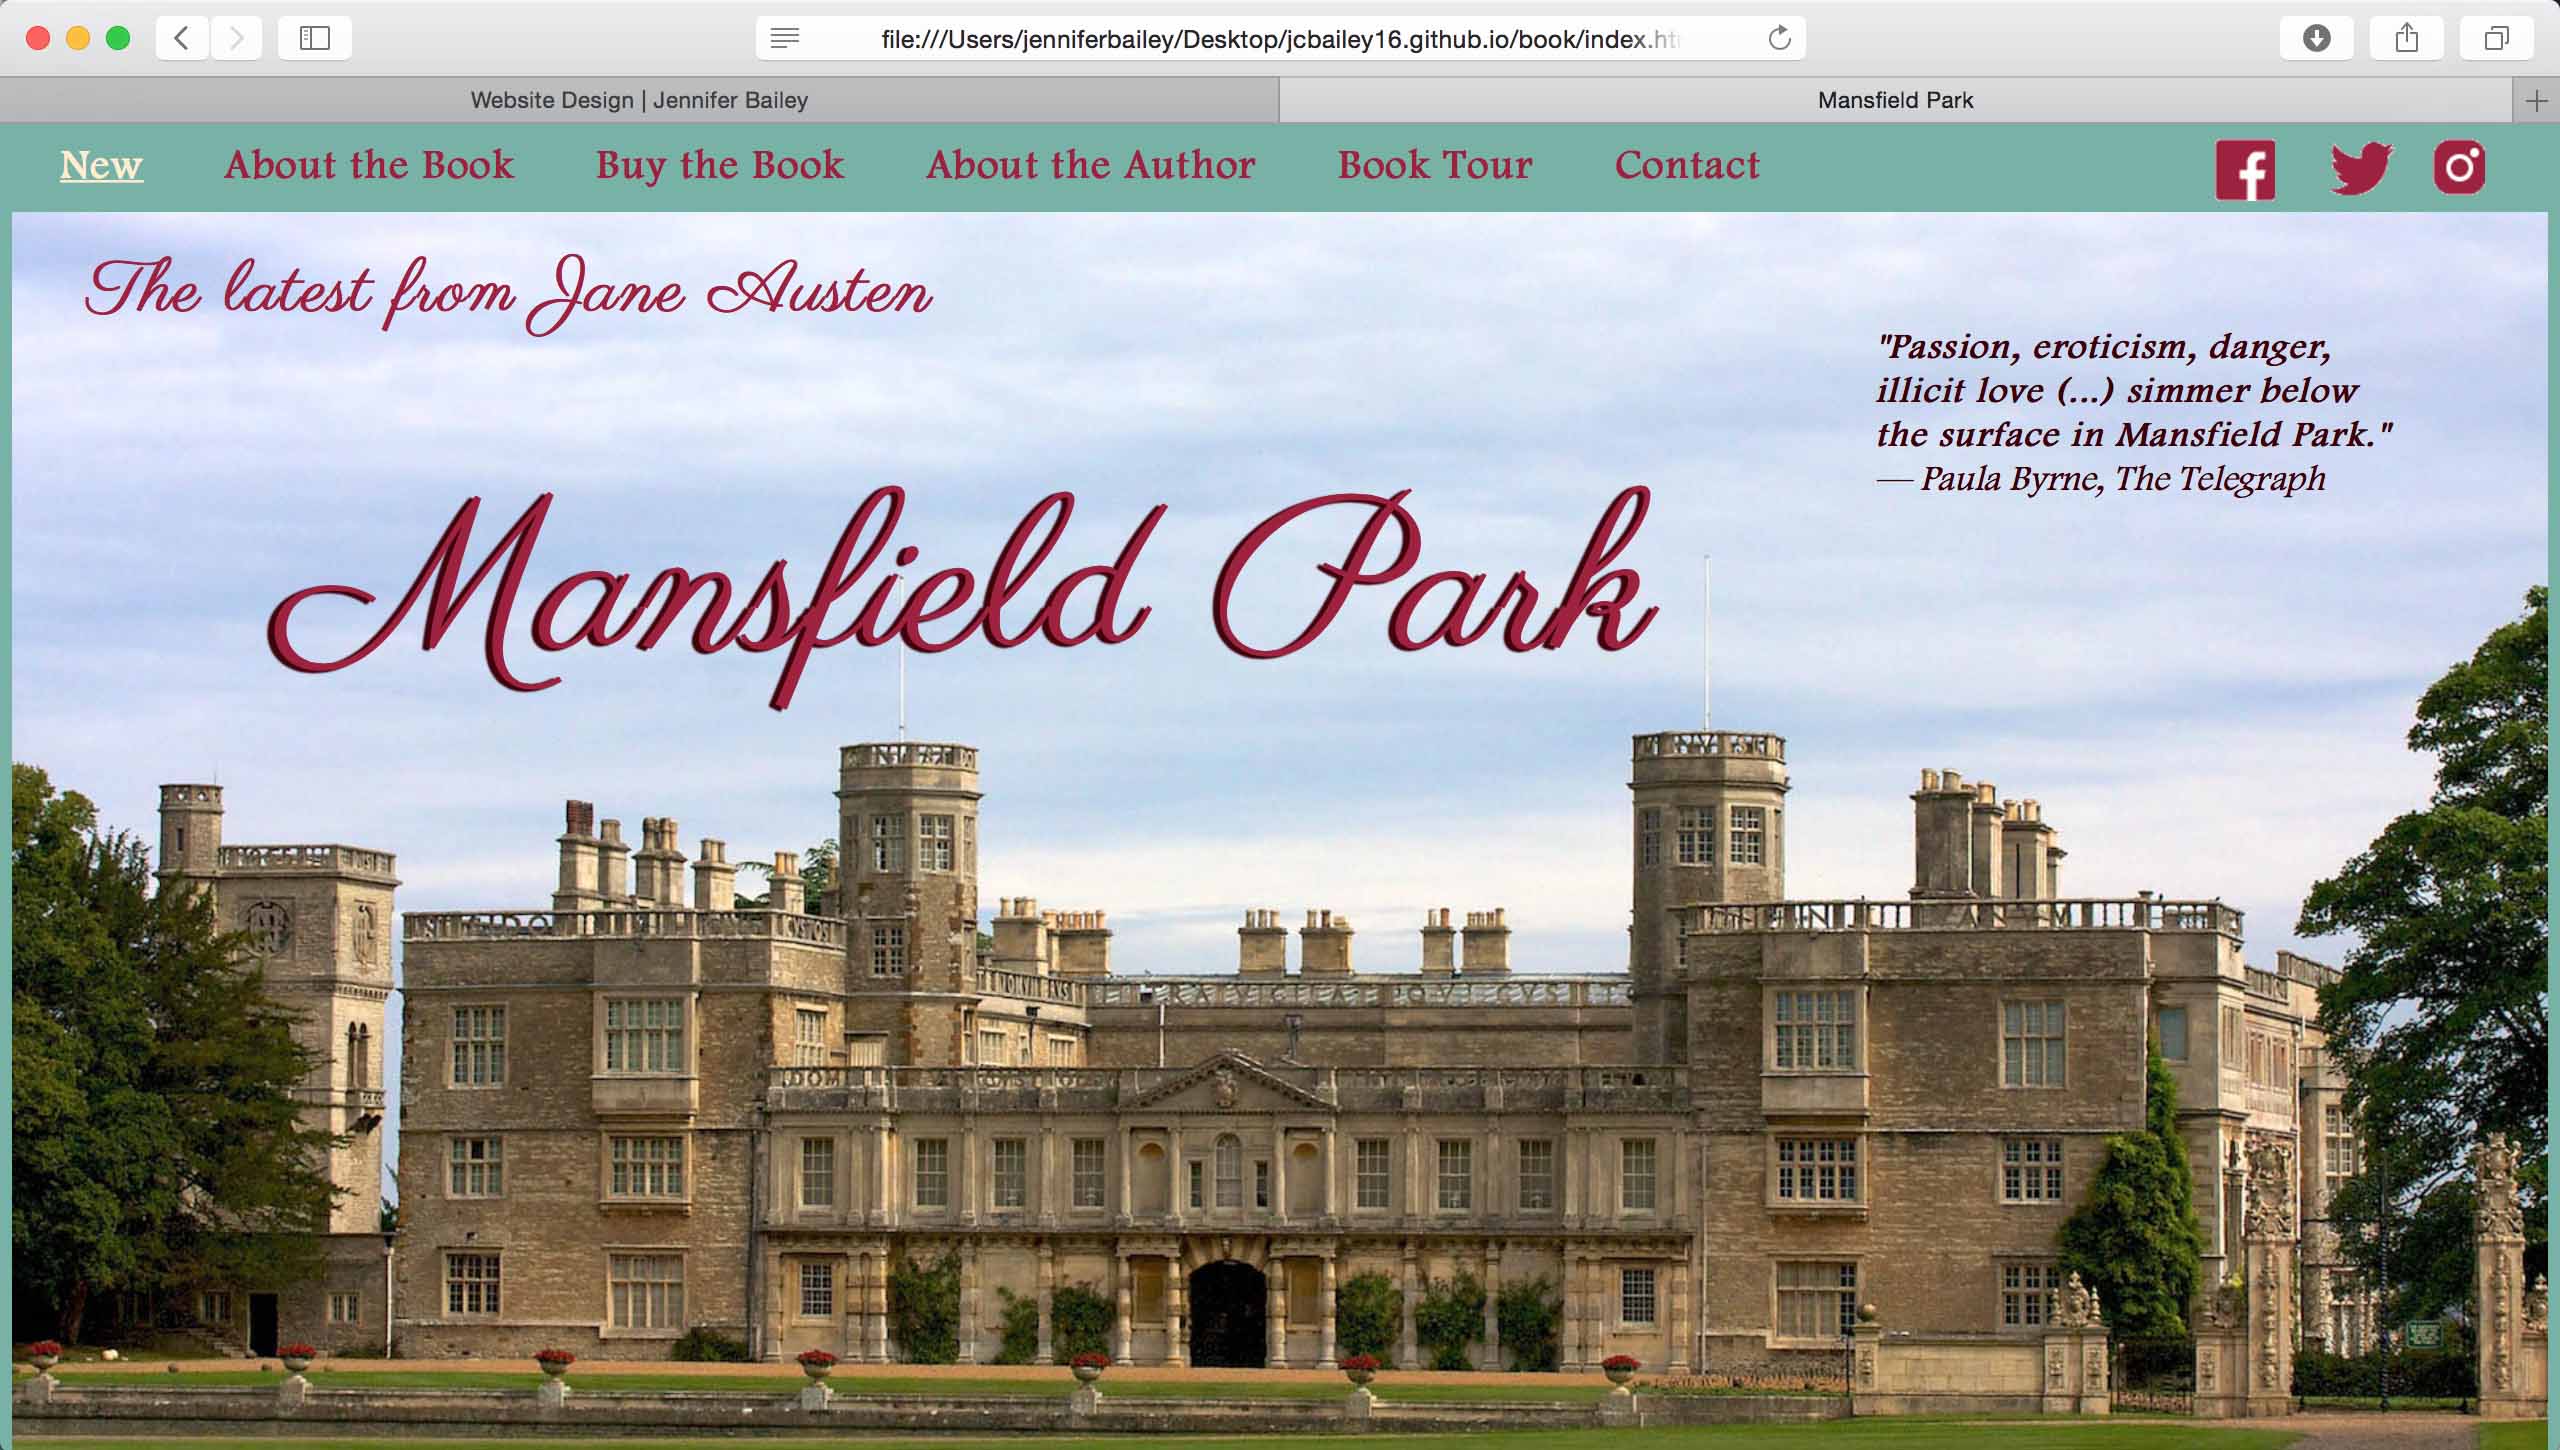 file:///Users/jenniferbailey/Desktop/jcbailey16.github.io/book/index.htm
Website Design | Jennifer Bailey
Mansfield Park
New
About the Book
Buy the Book
About the Author
Book Tour
Contact
The latest from Jane Austen
"Passion, eroticism, danger,
illicit love (...) simmer below
the surface in Mansfield Park."
— Paula Byrne, The Telegraph
Mansfield Park